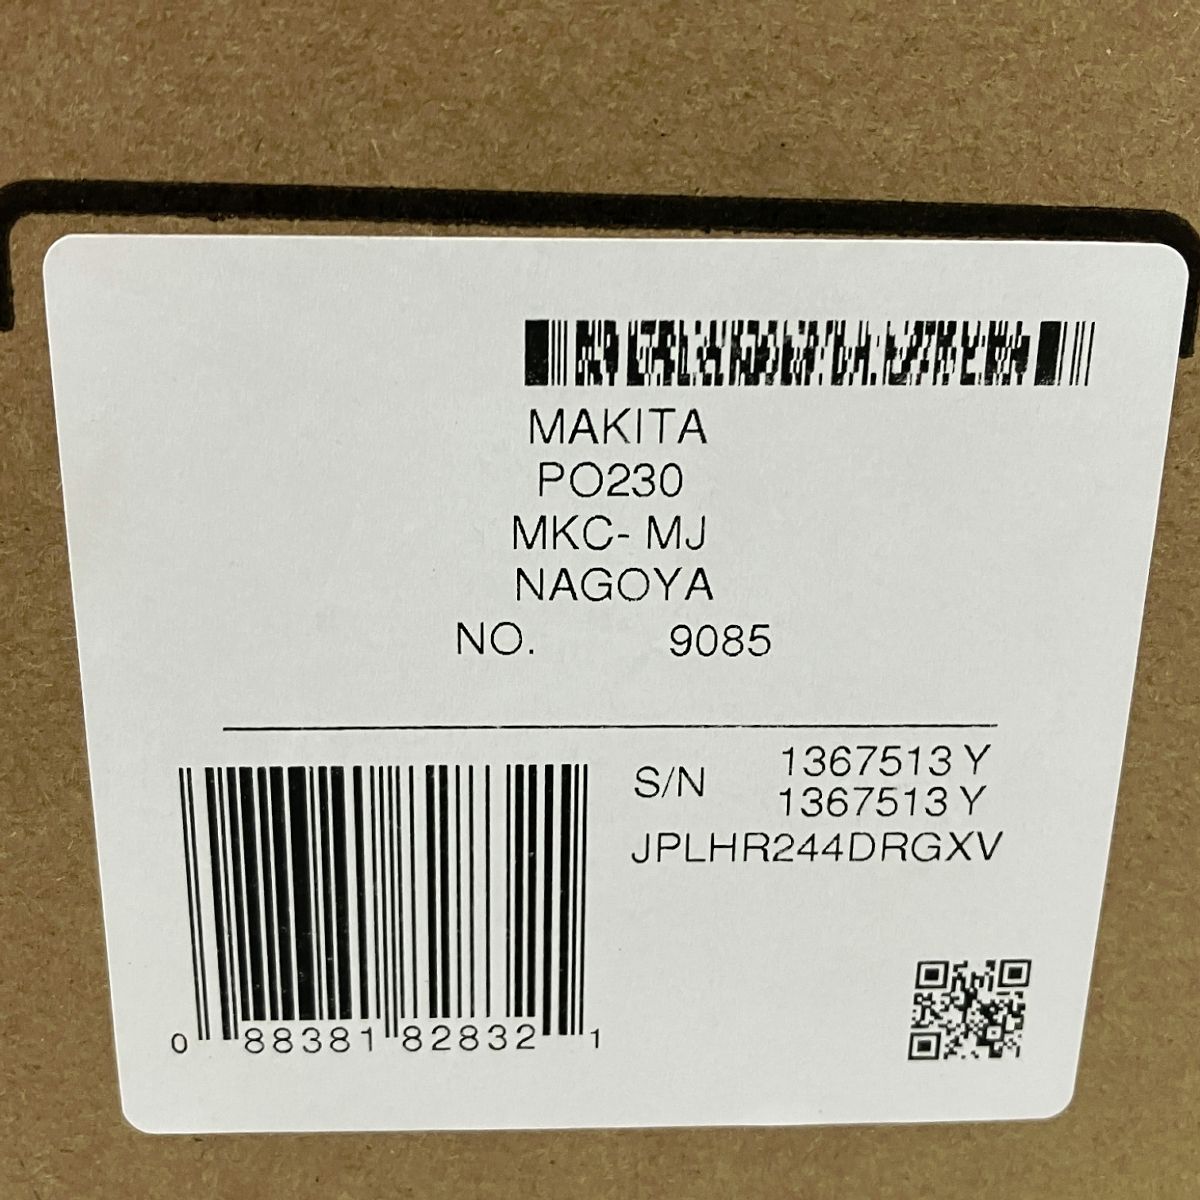 MAKITA
PO230
MKC- MJ
NAGOYA
NO. 9085
S/N 1367513 Y
1367513 Y
JPLHR244DRGXV
0 88381 82832 1